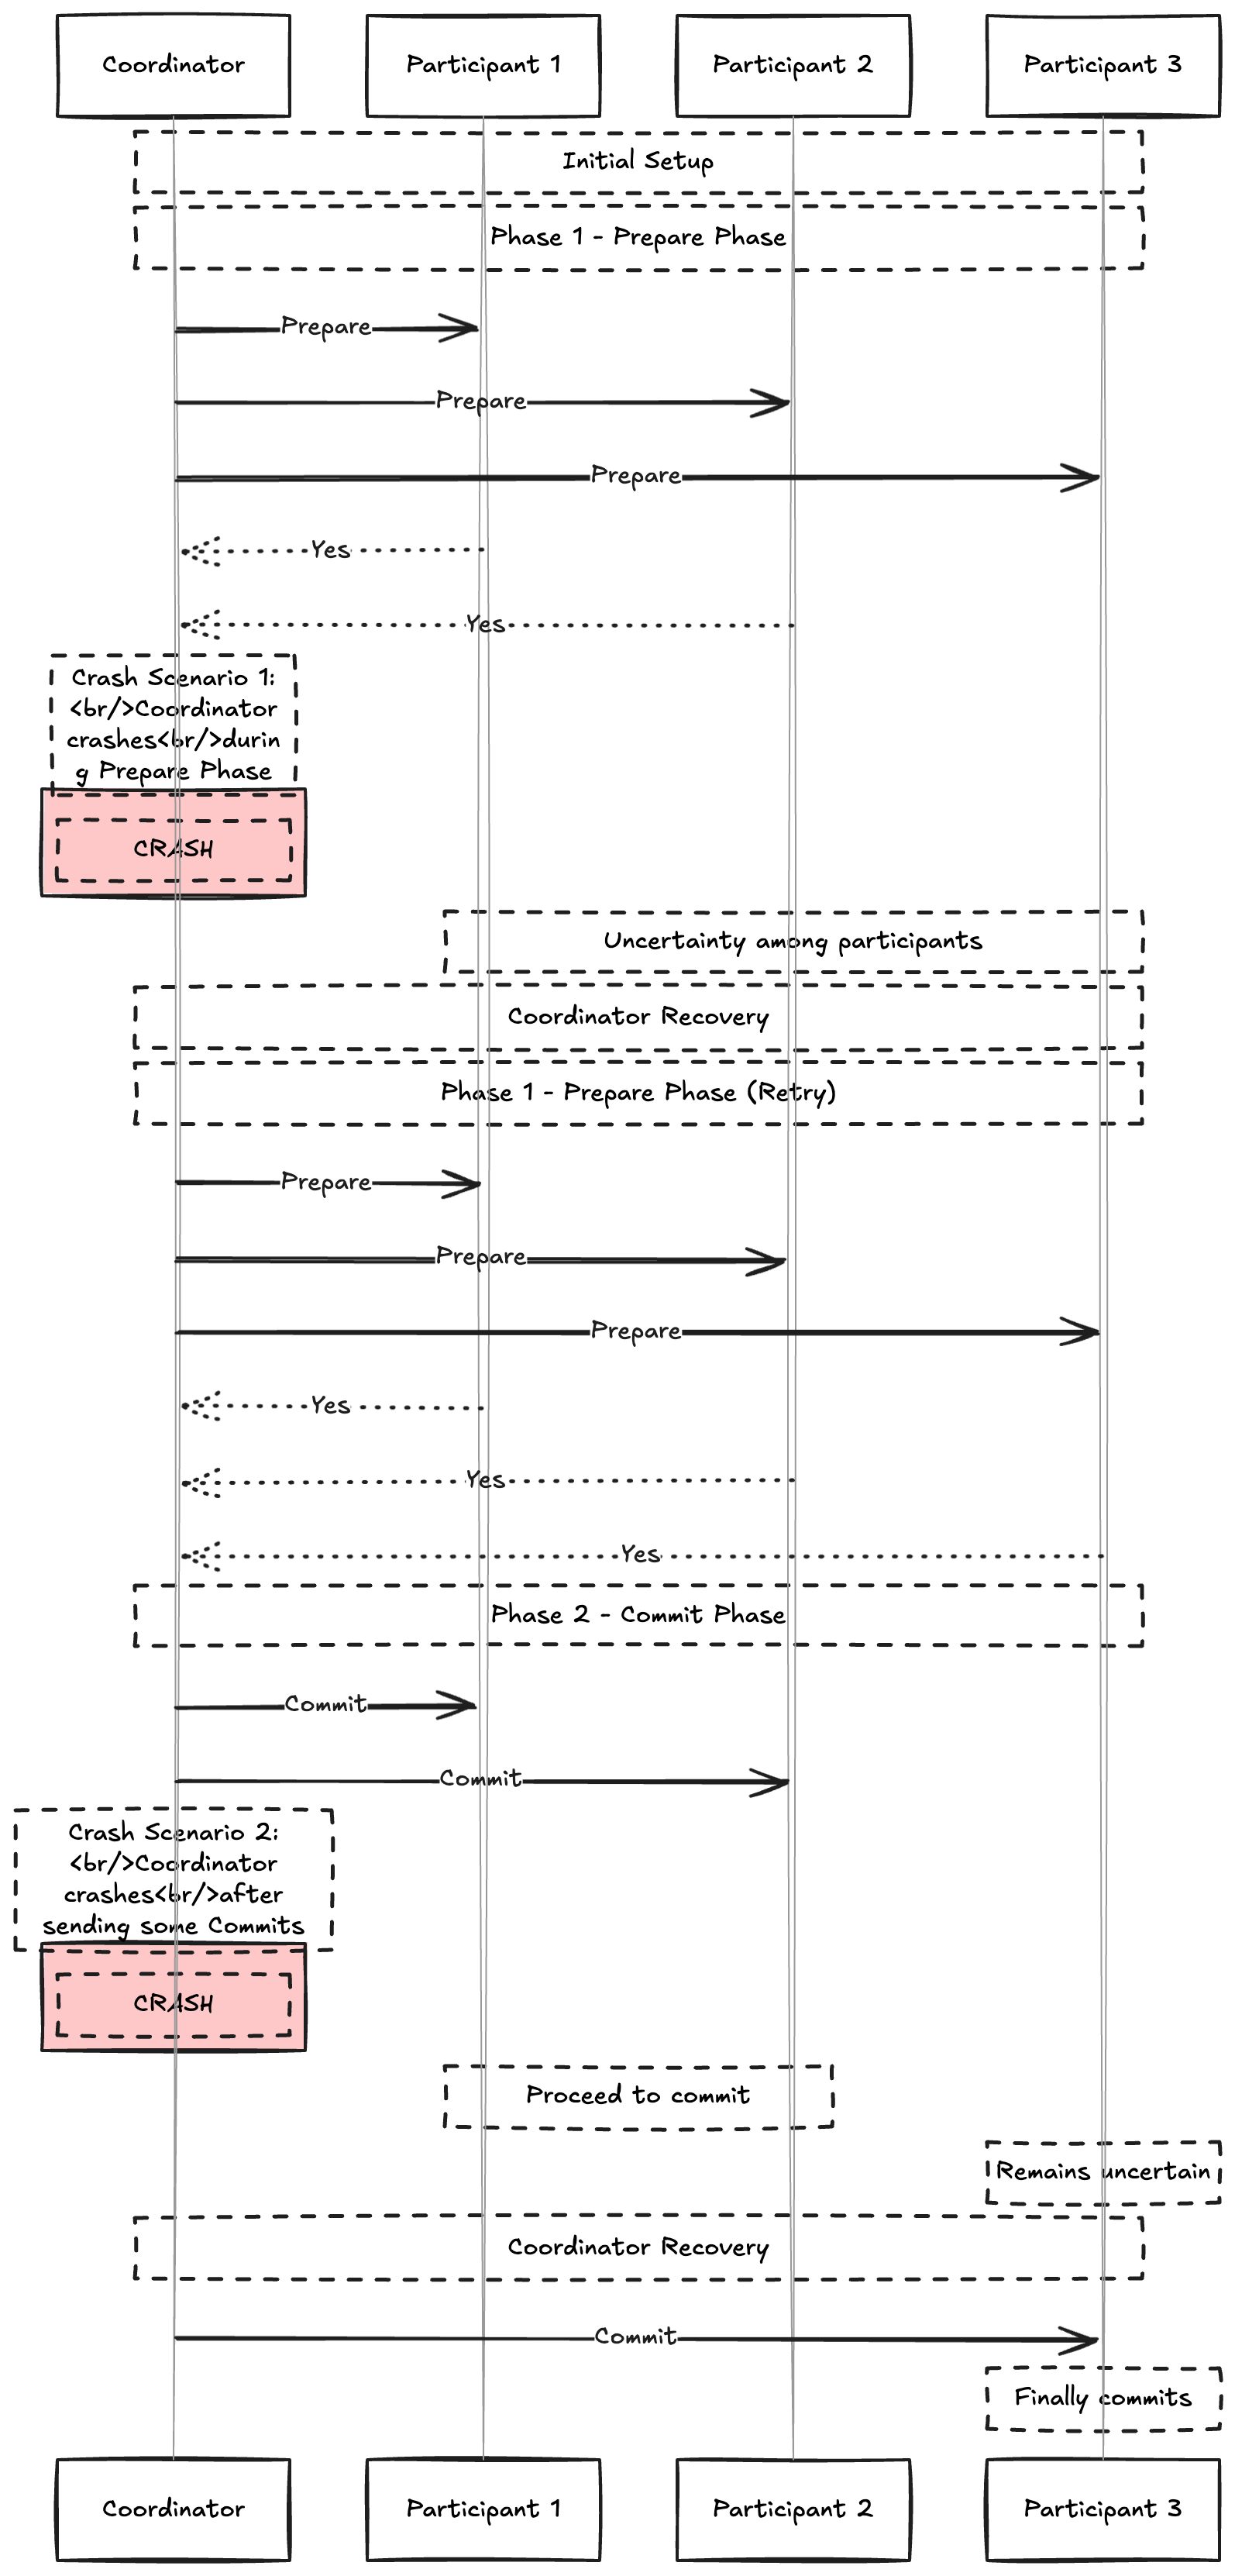 Coordinator
Participant 1
Participant 2
Participant 3
Initial Setup
Phase 1 - Prepare Phase
Prepare
Prepare
Prepare
Yes
Yes
Crash Scenario 1:
<br/>Coordinator
crashes<br/>durin
g Prepare Phase
CRASH
Uncertainty among participants
Coordinator Recovery
Phase 1 - Prepare Phase (Retry)
Prepare
Prepare
Prepare
Yes
Yes
Yes
Phase 2 - Commit Phase
Commit
Commit
Crash Scenario 2:
<br/>Coordinator
crashes<br/>after
sending some Commits
CRASH
Proceed to commit
Remains uncertain
Coordinator Recovery
Commit
Finally commits
Coordinator
Participant 1
Participant 2
Participant 3